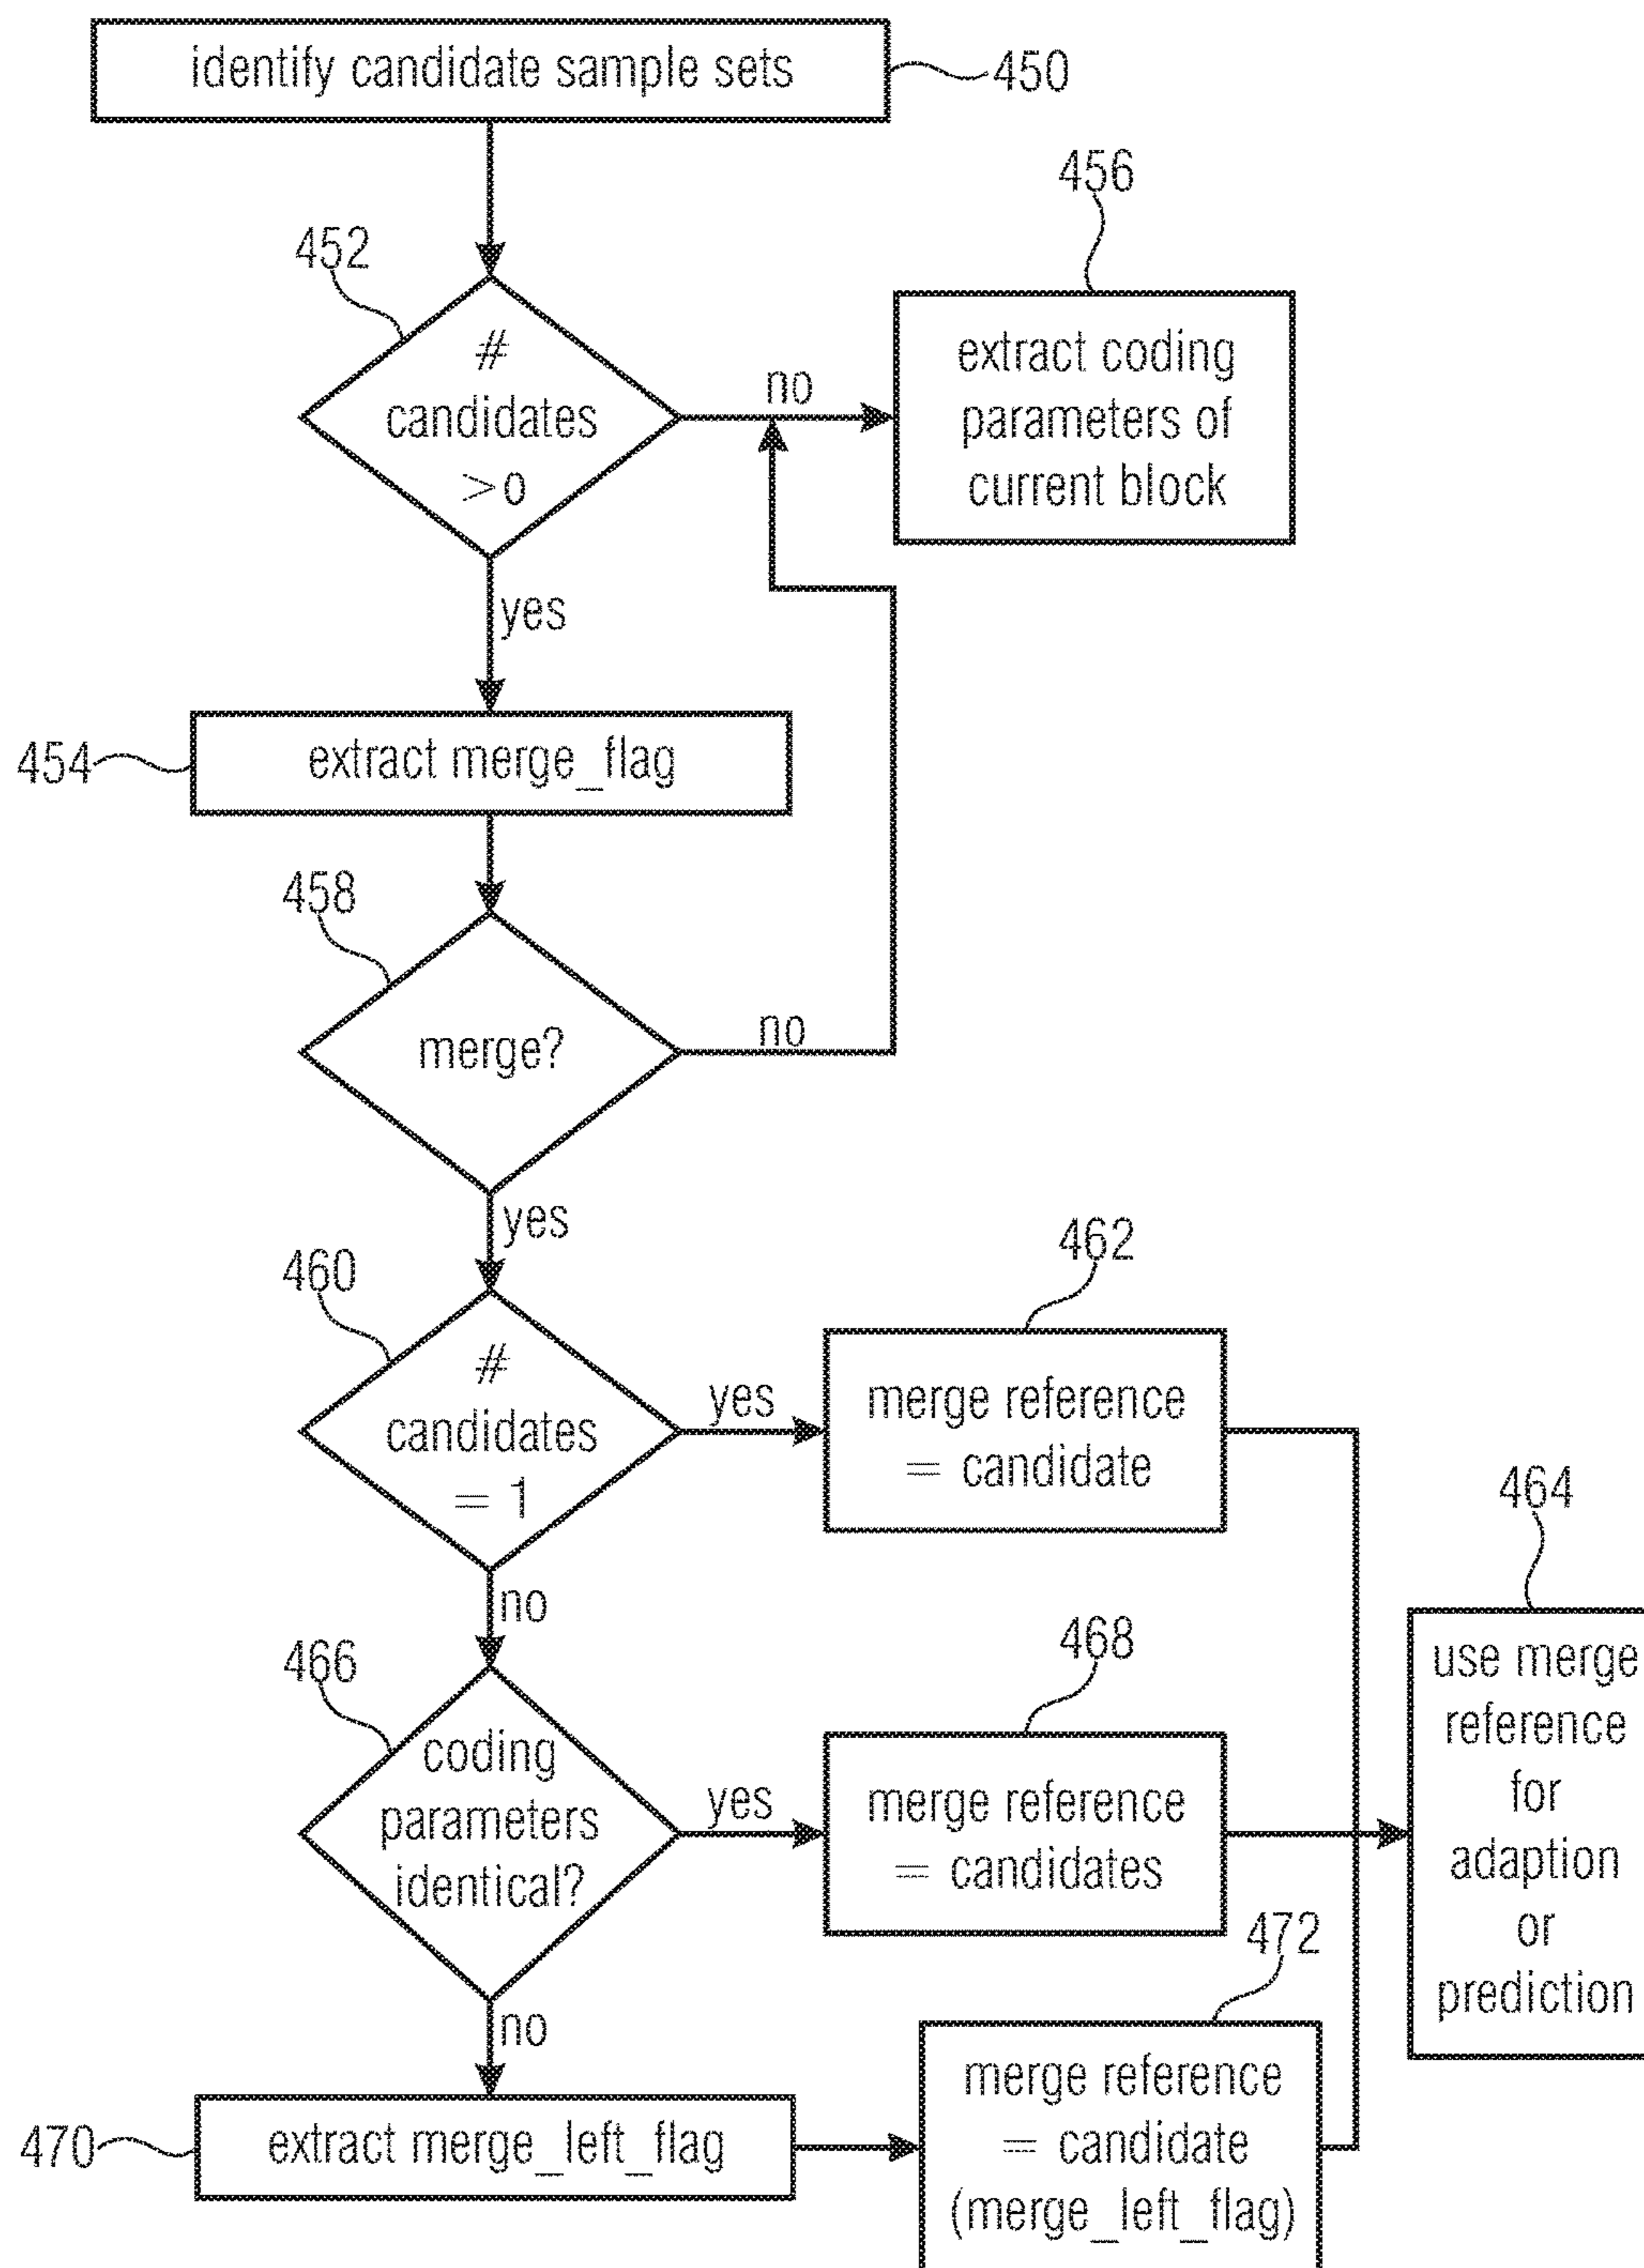 identify candidate sample sets
450
456
452
#
candidates
>0
no
extract coding
parameters of
current block
yes
454
extract merge_flag
458
merge?
no
yes
460
#
candidates
= 1
yes
462
merge reference
= candidate
464
use merge
reference
for
adaption
or
prediction
no
466
coding
parameters
identical?
yes
468
merge reference
= candidates
no
470
extract merge_left_flag
472
merge reference
= candidate
(merge_left_flag)